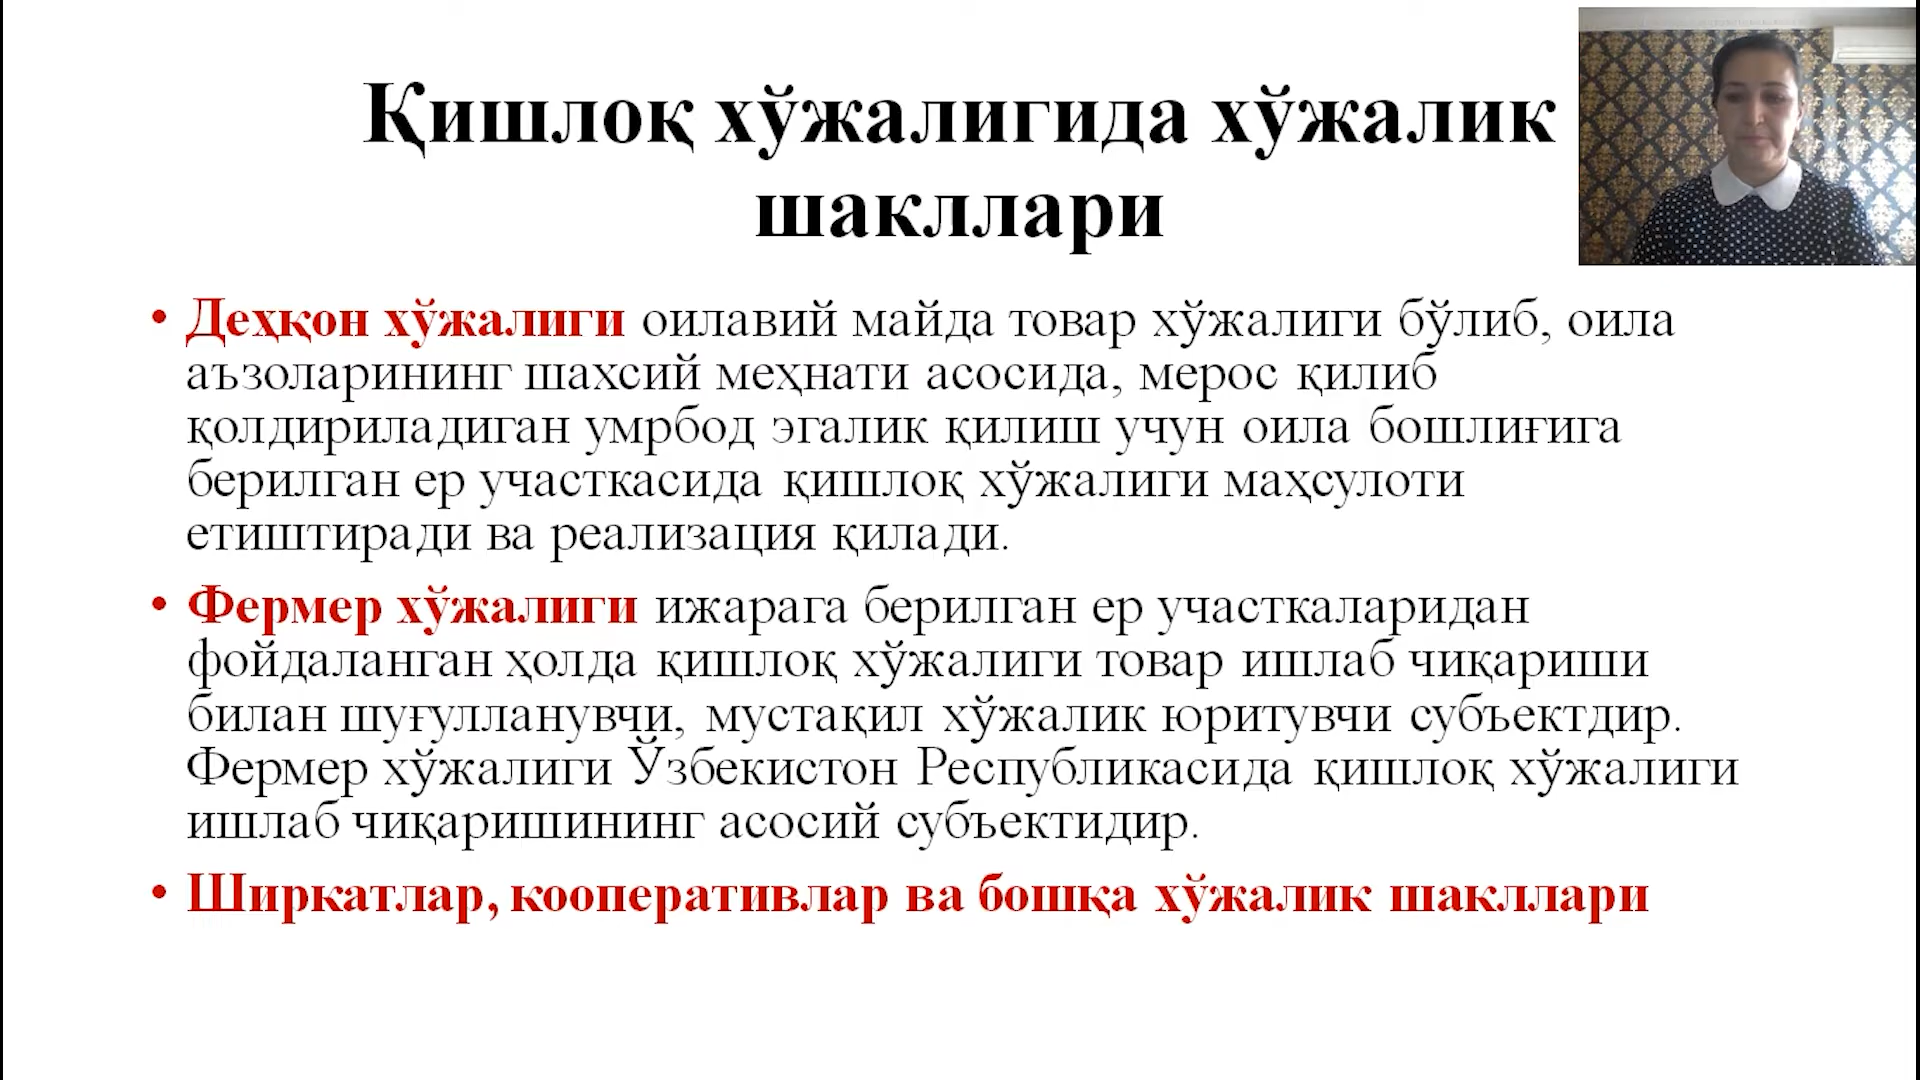 Қишлоқ хўжалигида хўжалик
шакллари
• Деҳқон хўжалиги оилавий майда товар хўжалиги бўлиб, оила
аъзоларининг шахсий меҳнати асосида, мерос қилиб
қолдириладиган умрбод эгалик қилиш учун оила бошлиғига
берилган ер участкасида қишлоқ хўжалиги маҳсулоти
етиштиради ва реализация қилади.
• Фермер хўжалиги ижарага берилган ер участкаларидан
фойдаланган ҳолда қишлоқ хўжалиги товар ишлаб чиқариши
билан шуғулланувчи, мустақил хўжалик юритувчи субъектдир.
Фермер хўжалиги Ўзбекистон Республикасида қишлоқ хўжалиги
ишлаб чиқаришининг асосий субъектидир.
• Ширкатлар, кооперативлар ва бошқа хўжалик шакллари